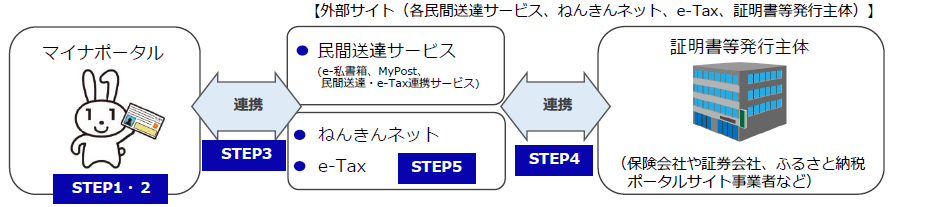 【外部サイト（各民間送達サービス、ねんきんネット、e-Tax、証明書等発行主体）】
マイナポータル
STEP1・2
連携
STEP3
● 民間送達サービス
(e-私書箱、MyPost、
民間送達・e-Tax連携サービス)
● ねんきんネット
● e-Tax
STEP5
連携
STEP4
証明書等発行主体
（保険会社や証券会社、ふるさと納税
ポータルサイト事業者など）